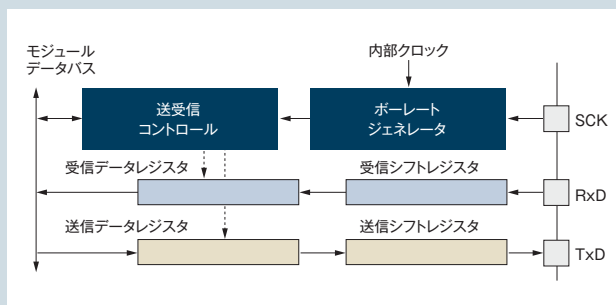 モジュール
データバス
内部クロック
送受信
コントロール
ボーレート
ジェネレータ
SCK
受信データレジスタ
受信シフトレジスタ
RxD
送信データレジスタ
送信シフトレジスタ
TxD